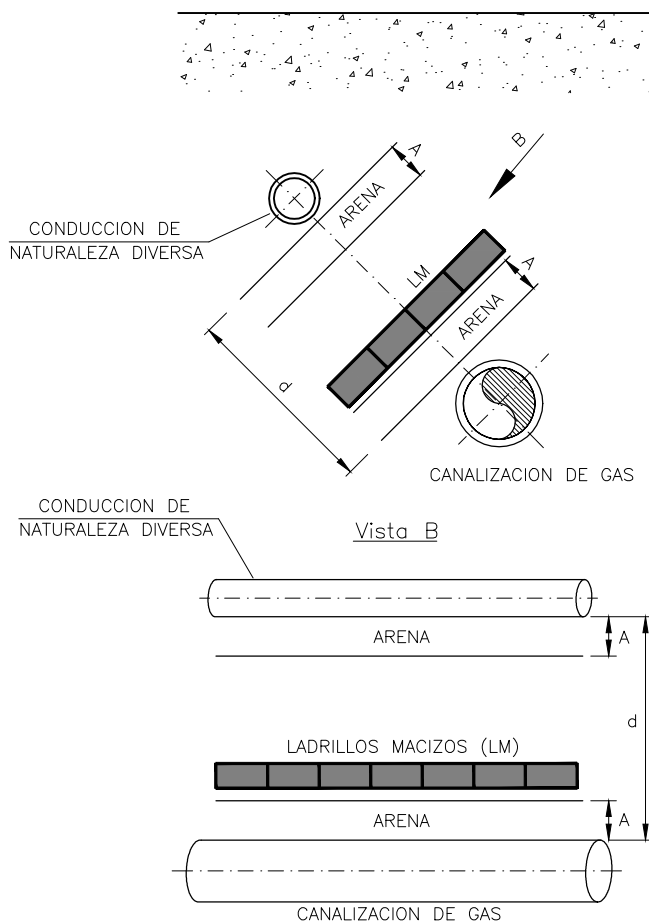 B
A
ARENA
CONDUCCION DE
NATURALEZA DIVERSA
LM
A
ARENA
d
CANALIZACION DE GAS
CONDUCCION DE
NATURALEZA DIVERSA
Vista B
ARENA
A
d
LADRILLOS MACIZOS (LM)
ARENA
A
CANALIZACION DE GAS